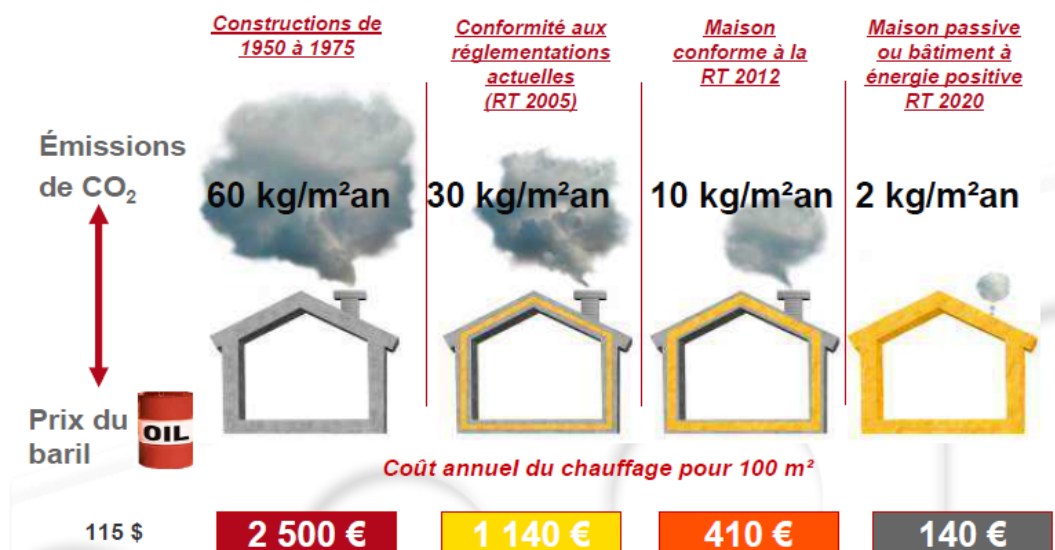 Constructions de
1950 à 1975
Conformité aux
réglementations
actuelles
(RT 2005)
Maison
conforme à la
RT 2012
Maison passive
ou bâtiment à
énergie positive
RT 2020
Émissions
de CO₂
60 kg/m²an
30 kg/m²an
10 kg/m²an
2 kg/m²an
Prix du
baril
OIL
Coût annuel du chauffage pour 100 m²
115 $
2 500 €
1 140 €
410 €
140 €